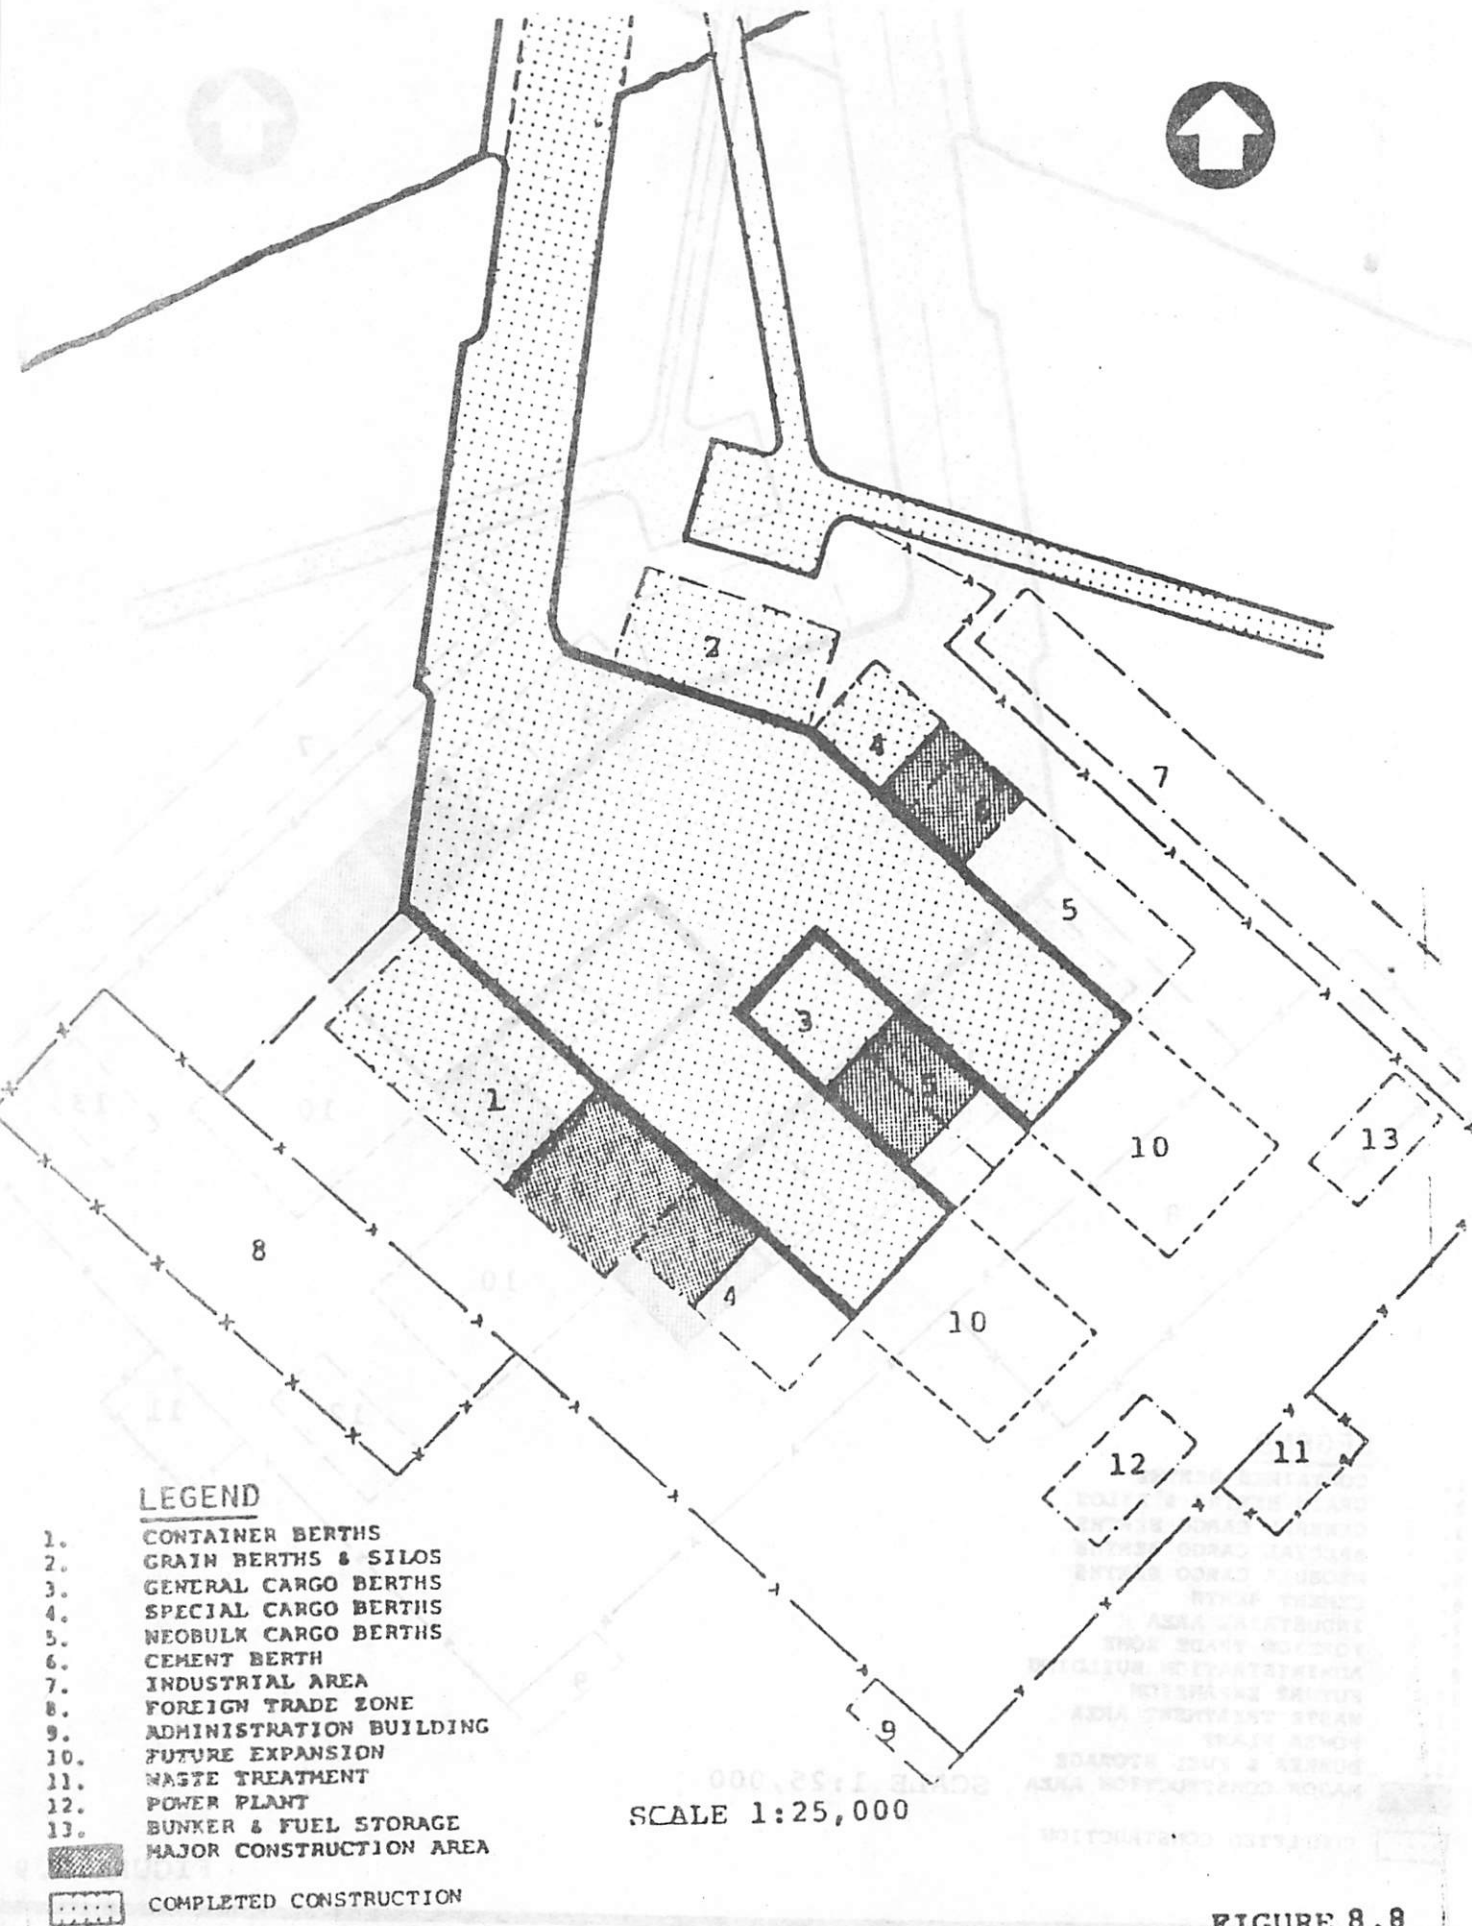 2
4
6
7
5
3
5
1
10
13
8
4
10
12
11
9
LEGEND
1. CONTAINER BERTHS
2. GRAIN BERTHS & SILOS
3. GENERAL CARGO BERTHS
4. SPECIAL CARGO BERTHS
5. NEOBULK CARGO BERTHS
6. CEMENT BERTH
7. INDUSTRIAL AREA
8. FOREIGN TRADE ZONE
9. ADMINISTRATION BUILDING
10. FUTURE EXPANSION
11. WASTE TREATMENT
12. POWER PLANT
13. BUNKER & FUEL STORAGE
MAJOR CONSTRUCTION AREA
COMPLETED CONSTRUCTION
SCALE 1:25,000
FIGURE 8.8